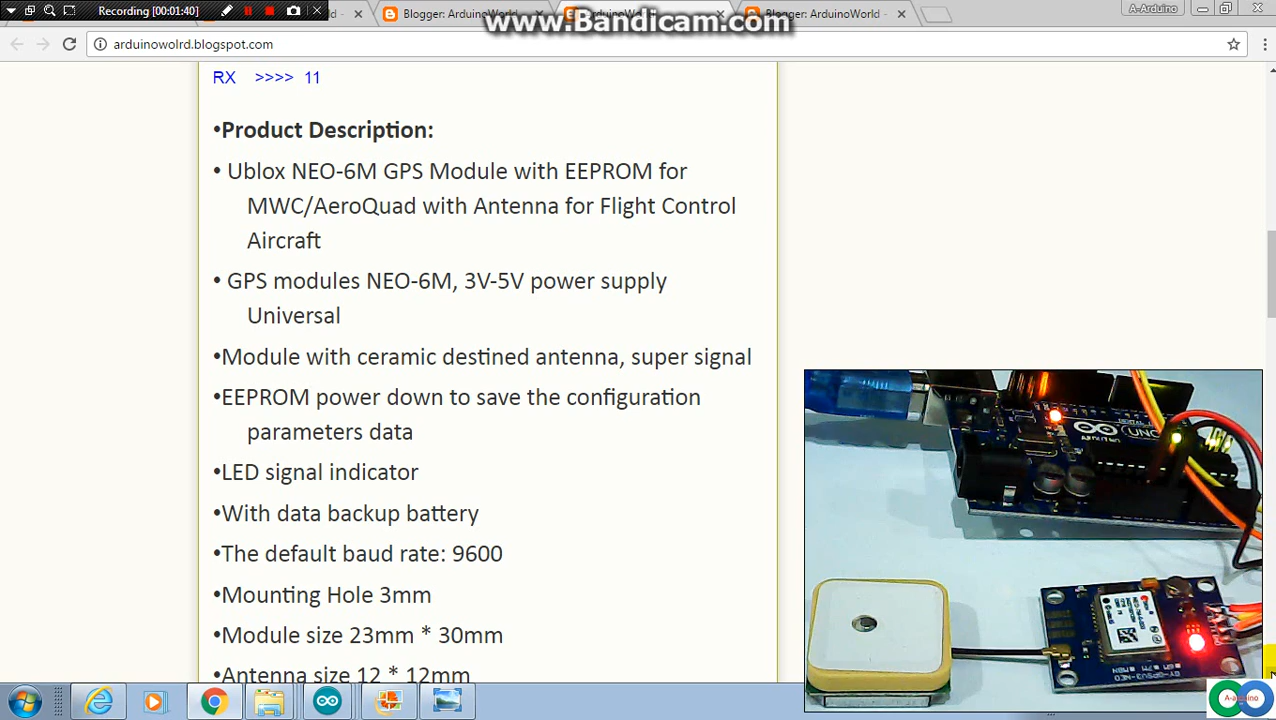 Recording [00:01:40]
www.Bandicam.com
Blogger: ArduinoWorld
Blogger: ArduinoWorld
A-Arduino
arduinowolrd.blogspot.com
RX >>>> 11
•Product Description:
• Ublox NEO-6M GPS Module with EEPROM for
MWC/AeroQuad with Antenna for Flight Control
Aircraft
• GPS modules NEO-6M, 3V-5V power supply
Universal
•Module with ceramic destined antenna, super signal
•EEPROM power down to save the configuration
parameters data
•LED signal indicator
•With data backup battery
•The default baud rate: 9600
•Mounting Hole 3mm
•Module size 23mm * 30mm
•Antenna size 12 * 12mm
UNO
GY-GPSV3-NEO
A-arduino